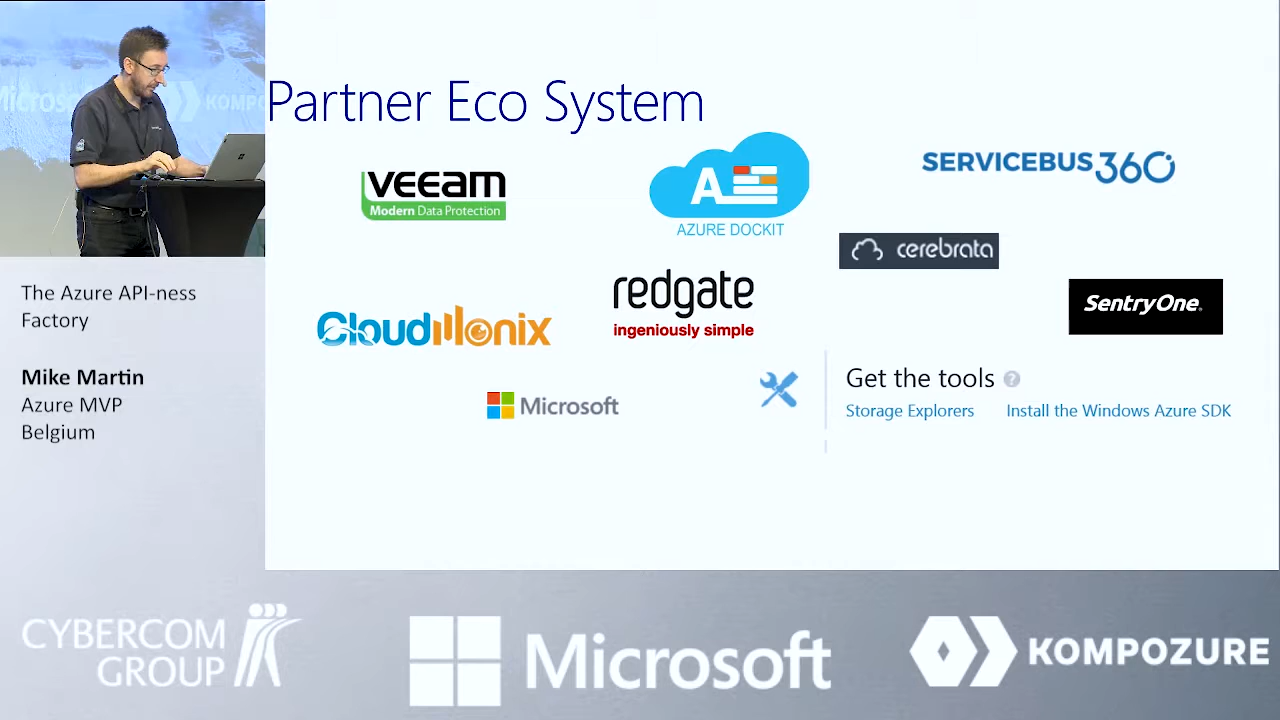 Microsoft
KOMPO
Partner Eco System
veeam
Modern Data Protection
A
AZURE DOCKIT
SERVICEBUS360
cerebrata
redgate
ingeniously simple
SentryOne
CloudMonix
Microsoft
Get the tools ?
Storage Explorers
Install the Windows Azure SDK
The Azure API-ness
Factory
Mike Martin
Azure MVP
Belgium
CYBERCOM
GROUP
Microsoft
KOMPOZURE